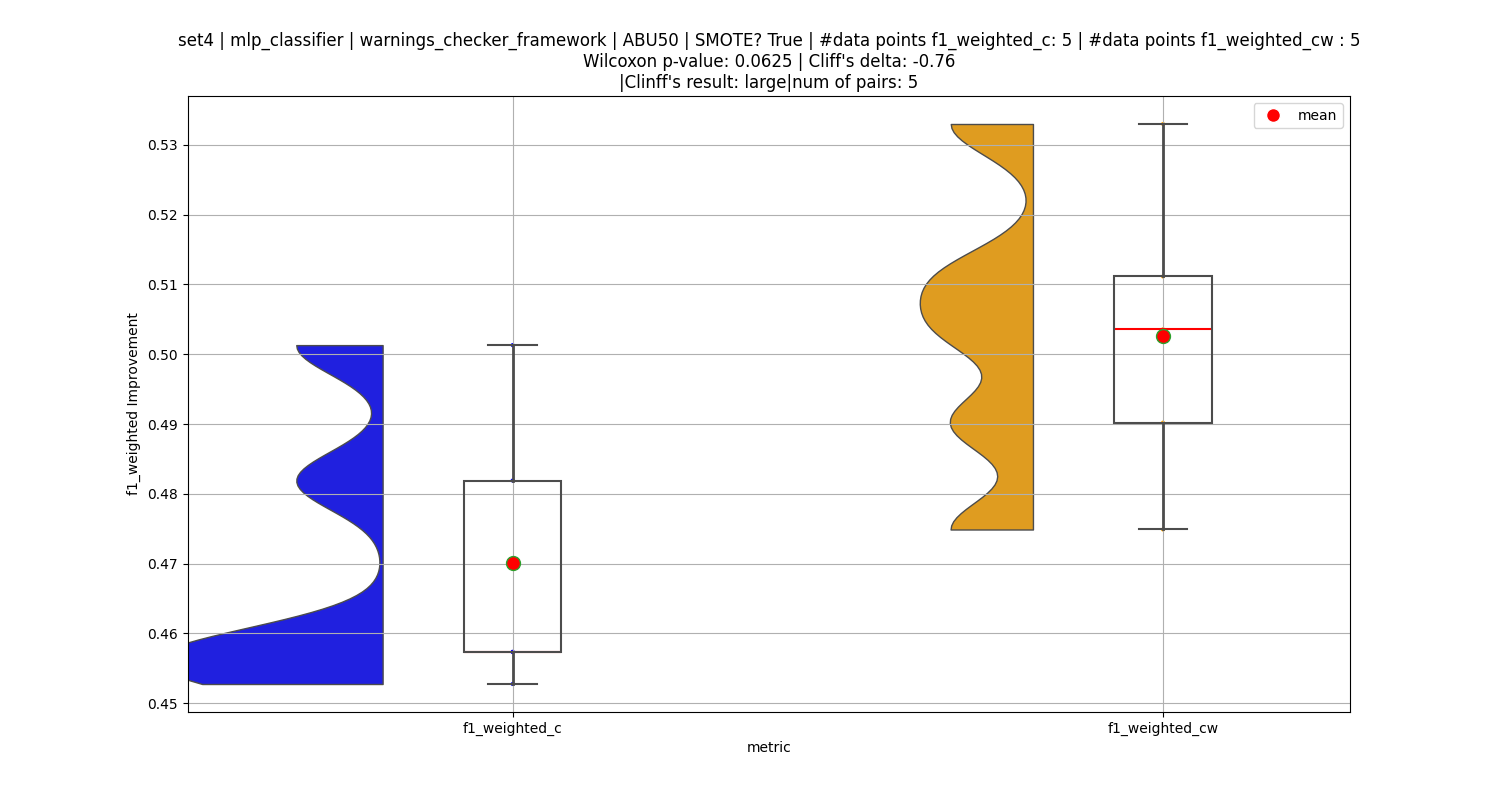 set4 | mlp_classifier | warnings_checker_framework | ABU50 | SMOTE? True | #data points f1_weighted_c: 5 | #data points f1_weighted_cw : 5
Wilcoxon p-value: 0.0625 | Cliff's delta: -0.76
|Clinff's result: large|num of pairs: 5
mean
0.53
0.52
0.51
0.50
0.49
0.48
0.47
0.46
0.45
f1_weighted Improvement
f1_weighted_c
f1_weighted_cw
metric